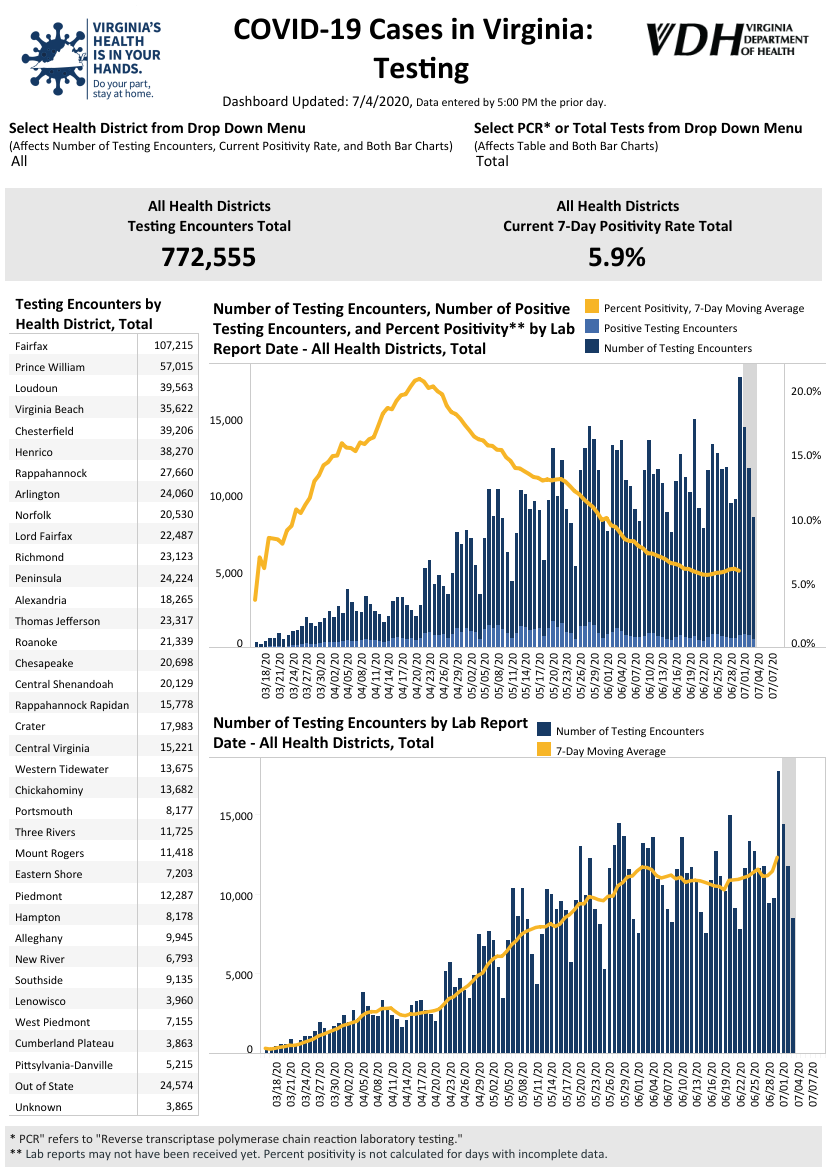 VIRGINIA'S
HEALTH
IS IN YOUR
HANDS.
Do your part,
stay at home.
COVID-19 Cases in Virginia:
Testing
VDH VIRGINIA
DEPARTMENT
OF HEALTH
Dashboard Updated: 7/4/2020, Data entered by 5:00 PM the prior day.
Select Health District from Drop Down Menu
(Affects Number of Testing Encounters, Current Positivity Rate, and Both Bar Charts)
All
Select PCR* or Total Tests from Drop Down Menu
(Affects Table and Both Bar Charts)
Total
All Health Districts
Testing Encounters Total
772,555
All Health Districts
Current 7-Day Positivity Rate Total
5.9%
Testing Encounters by
Health District, Total
Fairfax 107,215
Prince William 57,015
Loudoun 39,563
Virginia Beach 35,622
Chesterfield 39,206
Henrico 38,270
Rappahannock 27,660
Arlington 24,060
Norfolk 20,530
Lord Fairfax 22,487
Richmond 23,123
Peninsula 24,224
Alexandria 18,265
Thomas Jefferson 23,317
Roanoke 21,339
Chesapeake 20,698
Central Shenandoah 20,129
Rappahannock Rapidan 15,778
Crater 17,983
Central Virginia 15,221
Western Tidewater 13,675
Chickahominy 13,682
Portsmouth 8,177
Three Rivers 11,725
Mount Rogers 11,418
Eastern Shore 7,203
Piedmont 12,287
Hampton 8,178
Alleghany 9,945
New River 6,793
Southside 9,135
Lenowisco 3,960
West Piedmont 7,155
Cumberland Plateau 3,863
Pittsylvania-Danville 5,215
Out of State 24,574
Unknown 3,865
Number of Testing Encounters, Number of Positive
Testing Encounters, and Percent Positivity** by Lab
Report Date - All Health Districts, Total
Percent Positivity, 7-Day Moving Average
Positive Testing Encounters
Number of Testing Encounters
15,000
10,000
5,000
0
20.0%
15.0%
10.0%
5.0%
0.0%
03/18/20
03/21/20
03/24/20
03/27/20
03/30/20
04/02/20
04/05/20
04/08/20
04/11/20
04/14/20
04/17/20
04/20/20
04/23/20
04/26/20
04/29/20
05/02/20
05/05/20
05/08/20
05/11/20
05/14/20
05/17/20
05/20/20
05/23/20
05/26/20
05/29/20
06/01/20
06/04/20
06/07/20
06/10/20
06/13/20
06/16/20
06/19/20
06/22/20
06/25/20
06/28/20
07/01/20
07/04/20
07/07/20
Number of Testing Encounters by Lab Report
Date - All Health Districts, Total
Number of Testing Encounters
7-Day Moving Average
15,000
10,000
5,000
0
03/18/20
03/21/20
03/24/20
03/27/20
03/30/20
04/02/20
04/05/20
04/08/20
04/11/20
04/14/20
04/17/20
04/20/20
04/23/20
04/26/20
04/29/20
05/02/20
05/05/20
05/08/20
05/11/20
05/14/20
05/17/20
05/20/20
05/23/20
05/26/20
05/29/20
06/01/20
06/04/20
06/07/20
06/10/20
06/13/20
06/16/20
06/19/20
06/22/20
06/25/20
06/28/20
07/01/20
07/04/20
07/07/20
* PCR" refers to "Reverse transcriptase polymerase chain reaction laboratory testing."
** Lab reports may not have been received yet. Percent positivity is not calculated for days with incomplete data.